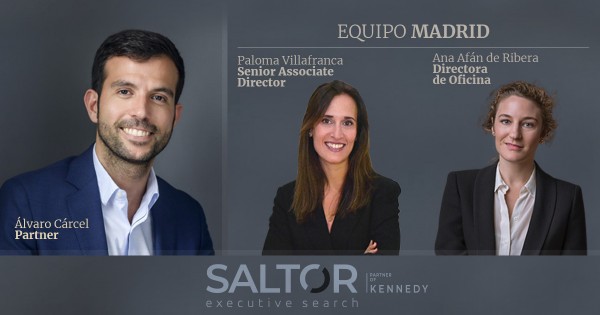 EQUIPO MADRID
Paloma Villafranca
Senior Associate
Director
Ana Afán de Ribera
Directora
de Oficina
Álvaro Cárcel
Partner
SALTOR
executive search
PARTNER
OF
KENNEDY